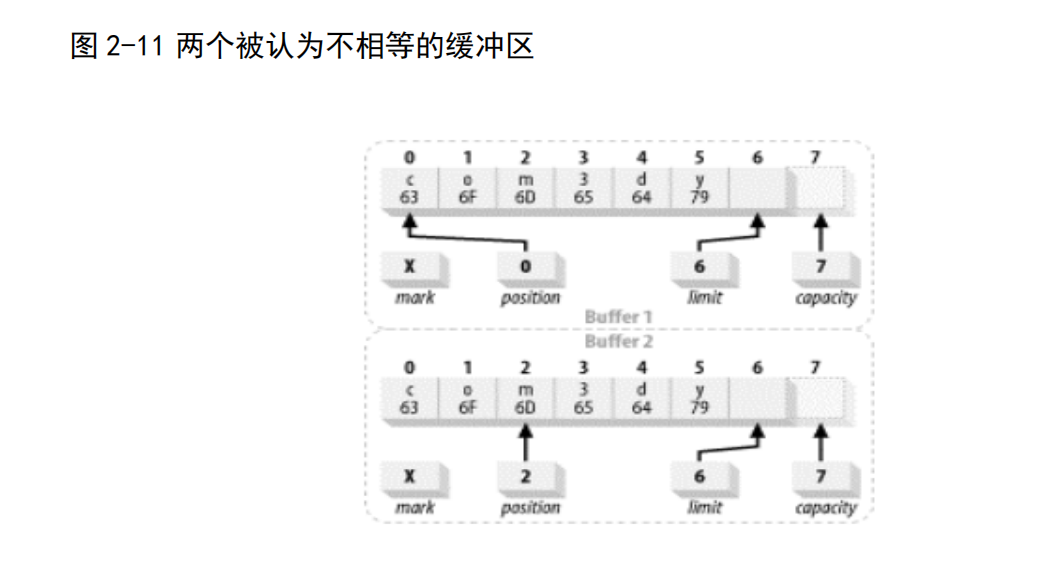 图 2-11 两个被认为不相等的缓冲区
0 1 2 3 4 5 6 7
c o m 3 d y
63 6F 6D 65 64 79
X 0 6 7
mark position limit capacity
Buffer 1
Buffer 2
0 1 2 3 4 5 6 7
c o m 3 d y
63 6F 6D 65 64 79
X 2 6 7
mark position limit capacity